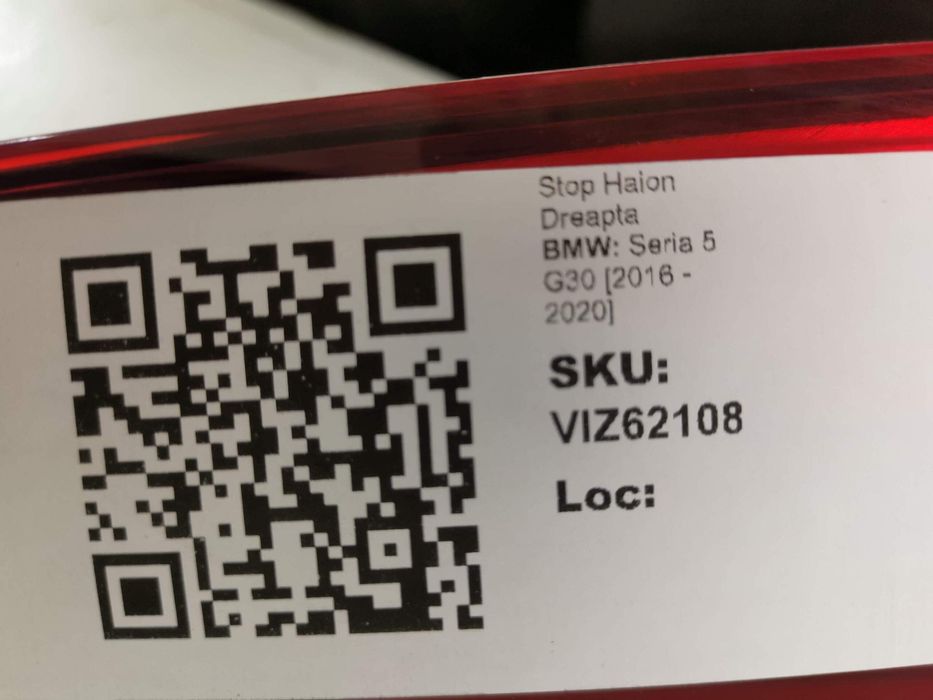 Stop Haion
Dreapta
BMW: Seria 5
G30 [2016 -
2020]
SKU:
VIZ62108
Loc: